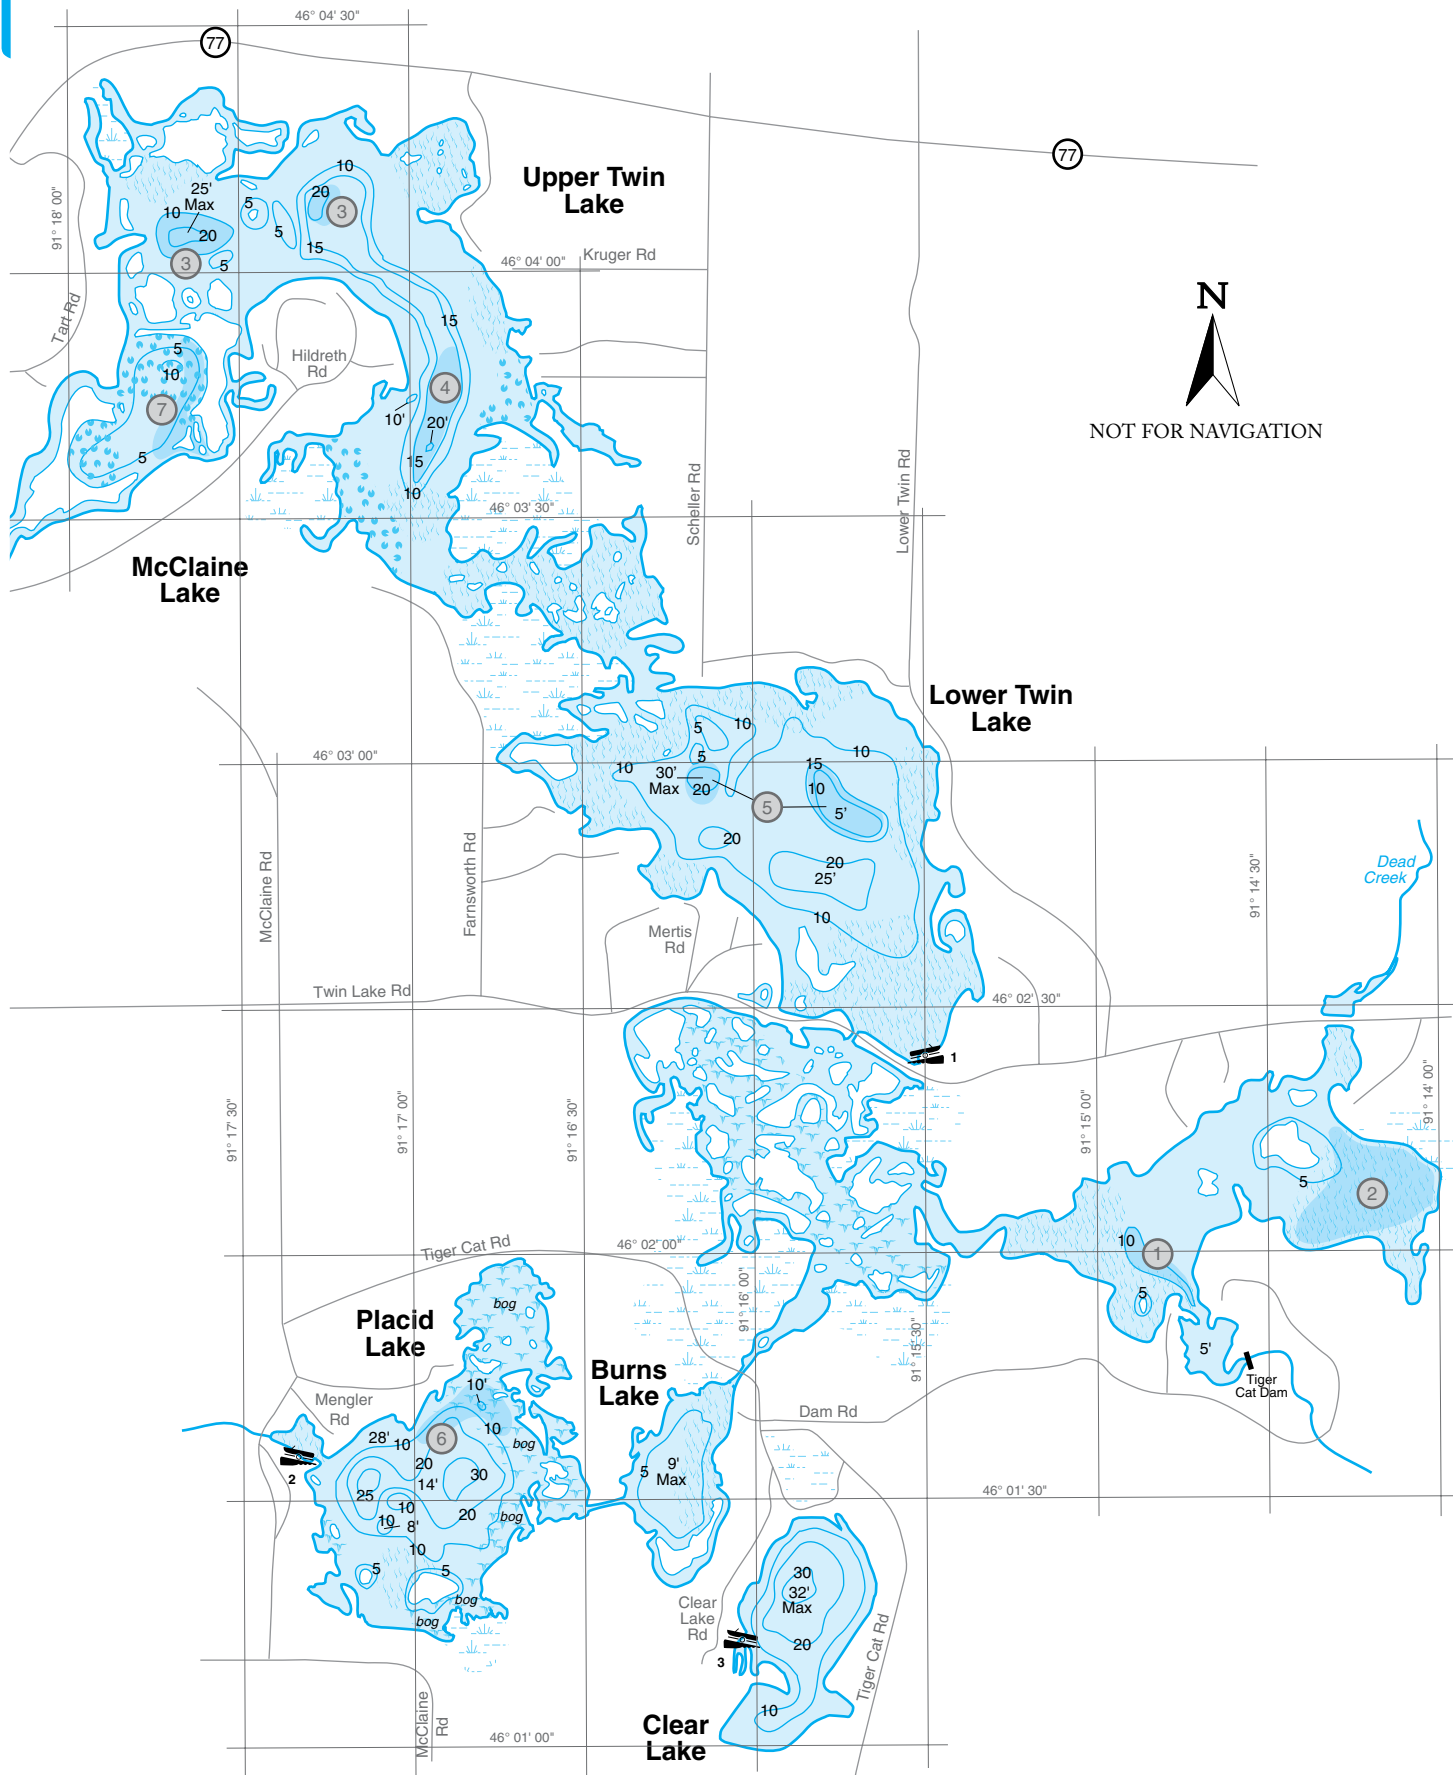 46° 04' 30"
77
77
Upper Twin
Lake
91° 18' 00"
10
20
3
25'
Max
10
20
5
5
15
3
5
46° 04' 00"
Kruger Rd
N
NOT FOR NAVIGATION
Tart Rd
Hildreth
Rd
15
5
10
7
5
4
10'
20'
15
10
46° 03' 30"
Scheller Rd
Lower Twin Rd
McClaine
Lake
Lower Twin
Lake
46° 03' 00"
5
10
5
10
30'
Max
20
10
15
10
5'
5
20
20
25'
10
McClaine Rd
Farnsworth Rd
Mertis
Rd
Dead
Creek
91° 14' 30"
Twin Lake Rd
46° 02' 30"
1
91° 17' 30"
91° 17' 00"
91° 16' 30"
91° 15' 00"
91° 14' 00"
5
2
10
1
5
5'
Tiger
Cat Dam
Tiger Cat Rd
46° 02' 00"
91° 16' 00"
91° 15' 30"
Placid
Lake
bog
Burns
Lake
Mengler
Rd
10'
10
28'
10
6
bog
20
14'
30
25
10
20
bog
10
8'
10
5
5
bog
bog
2
5
9'
Max
Dam Rd
46° 01' 30"
Clear
Lake
Rd
30
32'
Max
20
3
10
Tiger Cat Rd
McClaine
Rd
46° 01' 00"
Clear
Lake